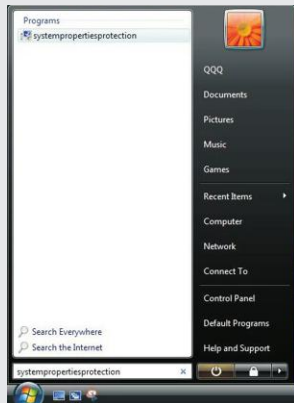 Programs
systempropertiesprotection
QQQ
Documents
Pictures
Music
Games
Recent Items
Computer
Network
Connect To
Control Panel
Default Programs
Help and Support
Search Everywhere
Search the Internet
systempropertiesprotection